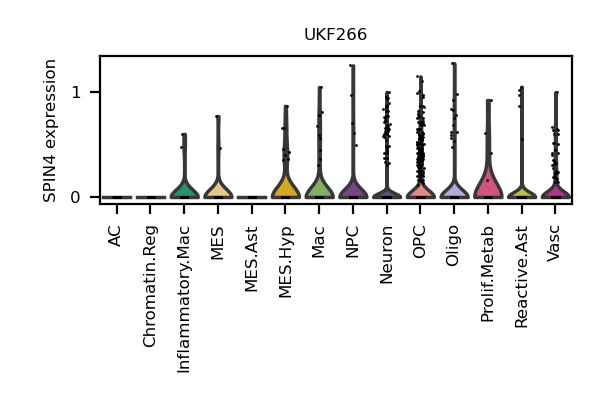 UKF266
SPIN4 expression
1
0
AC
Chromatin.Reg
Inflammatory.Mac
MES
MES.Ast
MES.Hyp
Mac
NPC
Neuron
OPC
Oligo
Prolif.Metab
Reactive.Ast
Vasc